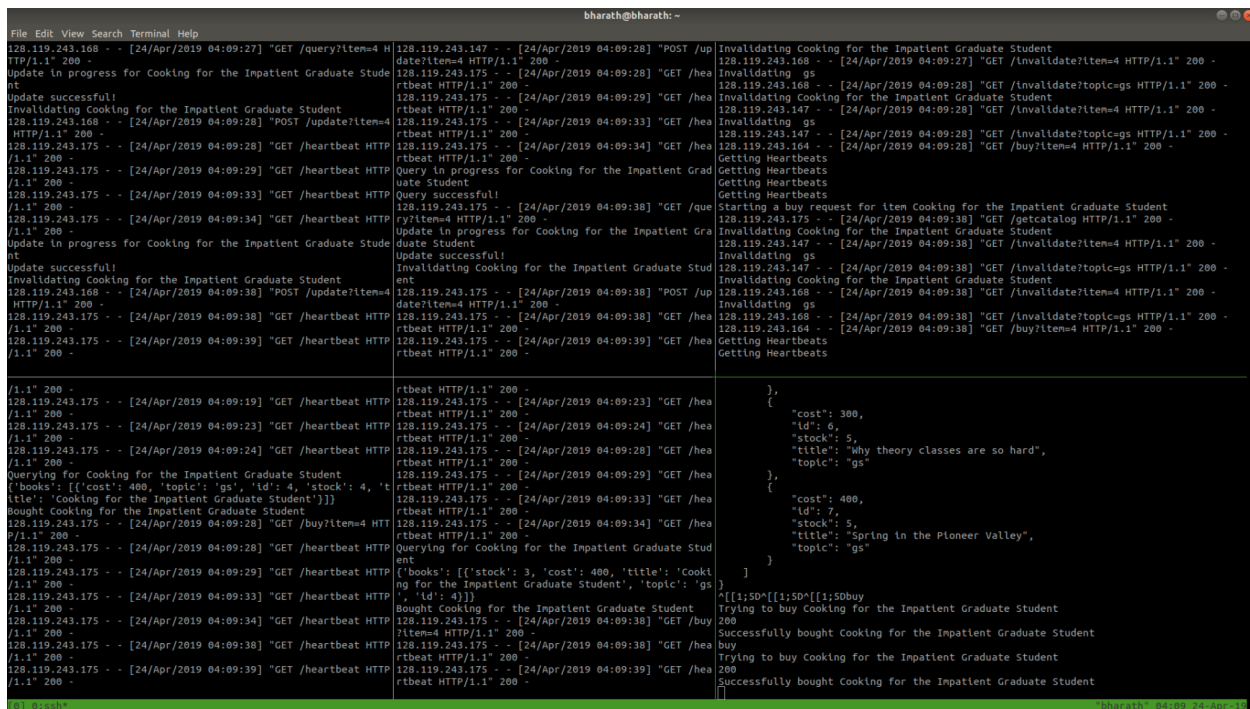 bharath@bharath: ~
File Edit View Search Terminal Help
128.119.243.168 - - [24/Apr/2019 04:09:27] "GET /query?item=4 H
TTP/1.1" 200 -
Update in progress for Cooking for the Impatient Graduate Stude
nt
Update successful!
Invalidating Cooking for the Impatient Graduate Student
128.119.243.168 - - [24/Apr/2019 04:09:28] "POST /update?item=4
 HTTP/1.1" 200 -
128.119.243.175 - - [24/Apr/2019 04:09:28] "GET /heartbeat HTTP
/1.1" 200 -
128.119.243.175 - - [24/Apr/2019 04:09:29] "GET /heartbeat HTTP
/1.1" 200 -
128.119.243.175 - - [24/Apr/2019 04:09:33] "GET /heartbeat HTTP
/1.1" 200 -
128.119.243.175 - - [24/Apr/2019 04:09:34] "GET /heartbeat HTTP
/1.1" 200 -
Update in progress for Cooking for the Impatient Graduate Stude
nt
Update successful!
Invalidating Cooking for the Impatient Graduate Student
128.119.243.168 - - [24/Apr/2019 04:09:38] "POST /update?item=4
 HTTP/1.1" 200 -
128.119.243.175 - - [24/Apr/2019 04:09:38] "GET /heartbeat HTTP
/1.1" 200 -
128.119.243.175 - - [24/Apr/2019 04:09:39] "GET /heartbeat HTTP
/1.1" 200 -
128.119.243.147 - - [24/Apr/2019 04:09:28] "POST /up
date?item=4 HTTP/1.1" 200 -
128.119.243.175 - - [24/Apr/2019 04:09:28] "GET /hea
rtbeat HTTP/1.1" 200 -
128.119.243.175 - - [24/Apr/2019 04:09:29] "GET /hea
rtbeat HTTP/1.1" 200 -
128.119.243.175 - - [24/Apr/2019 04:09:33] "GET /hea
rtbeat HTTP/1.1" 200 -
128.119.243.175 - - [24/Apr/2019 04:09:34] "GET /hea
rtbeat HTTP/1.1" 200 -
Query in progress for Cooking for the Impatient Grad
uate Student
Query successful!
128.119.243.175 - - [24/Apr/2019 04:09:38] "GET /que
ry?item=4 HTTP/1.1" 200 -
Update in progress for Cooking for the Impatient Gra
duate Student
Update successful!
Invalidating Cooking for the Impatient Graduate Stud
ent
128.119.243.175 - - [24/Apr/2019 04:09:38] "POST /up
date?item=4 HTTP/1.1" 200 -
128.119.243.175 - - [24/Apr/2019 04:09:38] "GET /hea
rtbeat HTTP/1.1" 200 -
128.119.243.175 - - [24/Apr/2019 04:09:39] "GET /hea
rtbeat HTTP/1.1" 200 -
Invalidating Cooking for the Impatient Graduate Student
128.119.243.168 - - [24/Apr/2019 04:09:27] "GET /invalidate?item=4 HTTP/1.1" 200 -
Invalidating  gs
128.119.243.168 - - [24/Apr/2019 04:09:28] "GET /invalidate?topic=gs HTTP/1.1" 200 -
Invalidating Cooking for the Impatient Graduate Student
128.119.243.147 - - [24/Apr/2019 04:09:28] "GET /invalidate?item=4 HTTP/1.1" 200 -
Invalidating  gs
128.119.243.147 - - [24/Apr/2019 04:09:28] "GET /invalidate?topic=gs HTTP/1.1" 200 -
128.119.243.164 - - [24/Apr/2019 04:09:28] "GET /buy?item=4 HTTP/1.1" 200 -
Getting Heartbeats
Getting Heartbeats
Getting Heartbeats
Getting Heartbeats
Starting a buy request for item Cooking for the Impatient Graduate Student
128.119.243.175 - - [24/Apr/2019 04:09:38] "GET /getcatalog HTTP/1.1" 200 -
Invalidating Cooking for the Impatient Graduate Student
128.119.243.147 - - [24/Apr/2019 04:09:38] "GET /invalidate?item=4 HTTP/1.1" 200 -
Invalidating  gs
128.119.243.147 - - [24/Apr/2019 04:09:38] "GET /invalidate?topic=gs HTTP/1.1" 200 -
Invalidating Cooking for the Impatient Graduate Student
128.119.243.168 - - [24/Apr/2019 04:09:38] "GET /invalidate?item=4 HTTP/1.1" 200 -
Invalidating  gs
128.119.243.168 - - [24/Apr/2019 04:09:38] "GET /invalidate?topic=gs HTTP/1.1" 200 -
128.119.243.164 - - [24/Apr/2019 04:09:38] "GET /buy?item=4 HTTP/1.1" 200 -
Getting Heartbeats
Getting Heartbeats
/1.1" 200 -
128.119.243.175 - - [24/Apr/2019 04:09:19] "GET /heartbeat HTTP
/1.1" 200 -
128.119.243.175 - - [24/Apr/2019 04:09:23] "GET /heartbeat HTTP
/1.1" 200 -
128.119.243.175 - - [24/Apr/2019 04:09:24] "GET /heartbeat HTTP
/1.1" 200 -
Querying for Cooking for the Impatient Graduate Student
{'books': [{'cost': 400, 'topic': 'gs', 'id': 4, 'stock': 4, 't
itle': 'Cooking for the Impatient Graduate Student'}]}
Bought Cooking for the Impatient Graduate Student
128.119.243.175 - - [24/Apr/2019 04:09:28] "GET /buy?item=4 HTT
P/1.1" 200 -
128.119.243.175 - - [24/Apr/2019 04:09:28] "GET /heartbeat HTTP
/1.1" 200 -
128.119.243.175 - - [24/Apr/2019 04:09:29] "GET /heartbeat HTTP
/1.1" 200 -
128.119.243.175 - - [24/Apr/2019 04:09:33] "GET /heartbeat HTTP
/1.1" 200 -
128.119.243.175 - - [24/Apr/2019 04:09:34] "GET /heartbeat HTTP
/1.1" 200 -
128.119.243.175 - - [24/Apr/2019 04:09:38] "GET /heartbeat HTTP
/1.1" 200 -
128.119.243.175 - - [24/Apr/2019 04:09:39] "GET /heartbeat HTTP
/1.1" 200 -
rtbeat HTTP/1.1" 200 -
128.119.243.175 - - [24/Apr/2019 04:09:23] "GET /hea
rtbeat HTTP/1.1" 200 -
128.119.243.175 - - [24/Apr/2019 04:09:24] "GET /hea
rtbeat HTTP/1.1" 200 -
128.119.243.175 - - [24/Apr/2019 04:09:28] "GET /hea
rtbeat HTTP/1.1" 200 -
128.119.243.175 - - [24/Apr/2019 04:09:29] "GET /hea
rtbeat HTTP/1.1" 200 -
128.119.243.175 - - [24/Apr/2019 04:09:33] "GET /hea
rtbeat HTTP/1.1" 200 -
128.119.243.175 - - [24/Apr/2019 04:09:34] "GET /hea
rtbeat HTTP/1.1" 200 -
Querying for Cooking for the Impatient Graduate Stud
ent
{'books': [{'stock': 3, 'cost': 400, 'title': 'Cooki
ng for the Impatient Graduate Student', 'topic': 'gs
', 'id': 4}]}
Bought Cooking for the Impatient Graduate Student
128.119.243.175 - - [24/Apr/2019 04:09:38] "GET /buy
?item=4 HTTP/1.1" 200 -
128.119.243.175 - - [24/Apr/2019 04:09:38] "GET /hea
rtbeat HTTP/1.1" 200 -
128.119.243.175 - - [24/Apr/2019 04:09:39] "GET /hea
rtbeat HTTP/1.1" 200 -
},
{
"cost": 300,
"id": 6,
"stock": 5,
"title": "Why theory classes are so hard",
"topic": "gs"
},
{
"cost": 400,
"id": 7,
"stock": 5,
"title": "Spring in the Pioneer Valley",
"topic": "gs"
}
]
}
^[[1;5D^[[1;5Dbuy
Trying to buy Cooking for the Impatient Graduate Student
200
Successfully bought Cooking for the Impatient Graduate Student
buy
Trying to buy Cooking for the Impatient Graduate Student
200
Successfully bought Cooking for the Impatient Graduate Student
[0] 0:ssh*
"bharath" 04:09 24-Apr-19